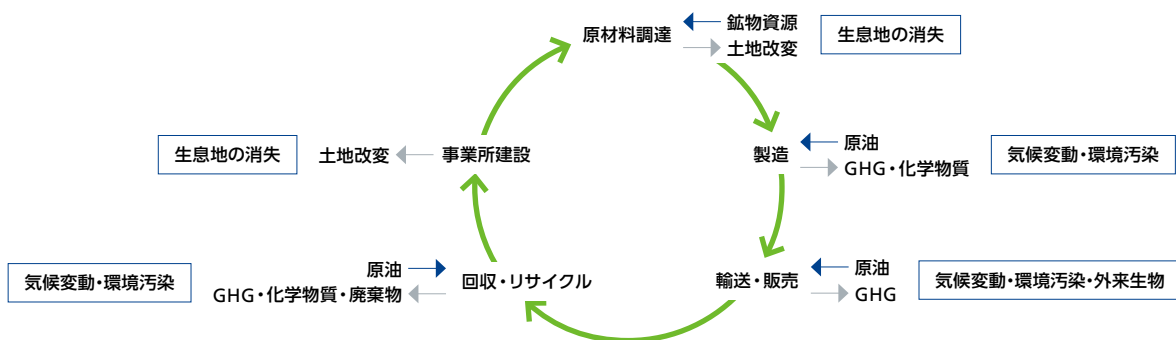 原材料調達
鉱物資源
土地改変
生息地の消失
製造
原油
GHG・化学物質
気候変動・環境汚染
輸送・販売
原油
GHG
気候変動・環境汚染・外来生物
回収・リサイクル
原油
GHG・化学物質・廃棄物
気候変動・環境汚染
事業所建設
土地改変
生息地の消失